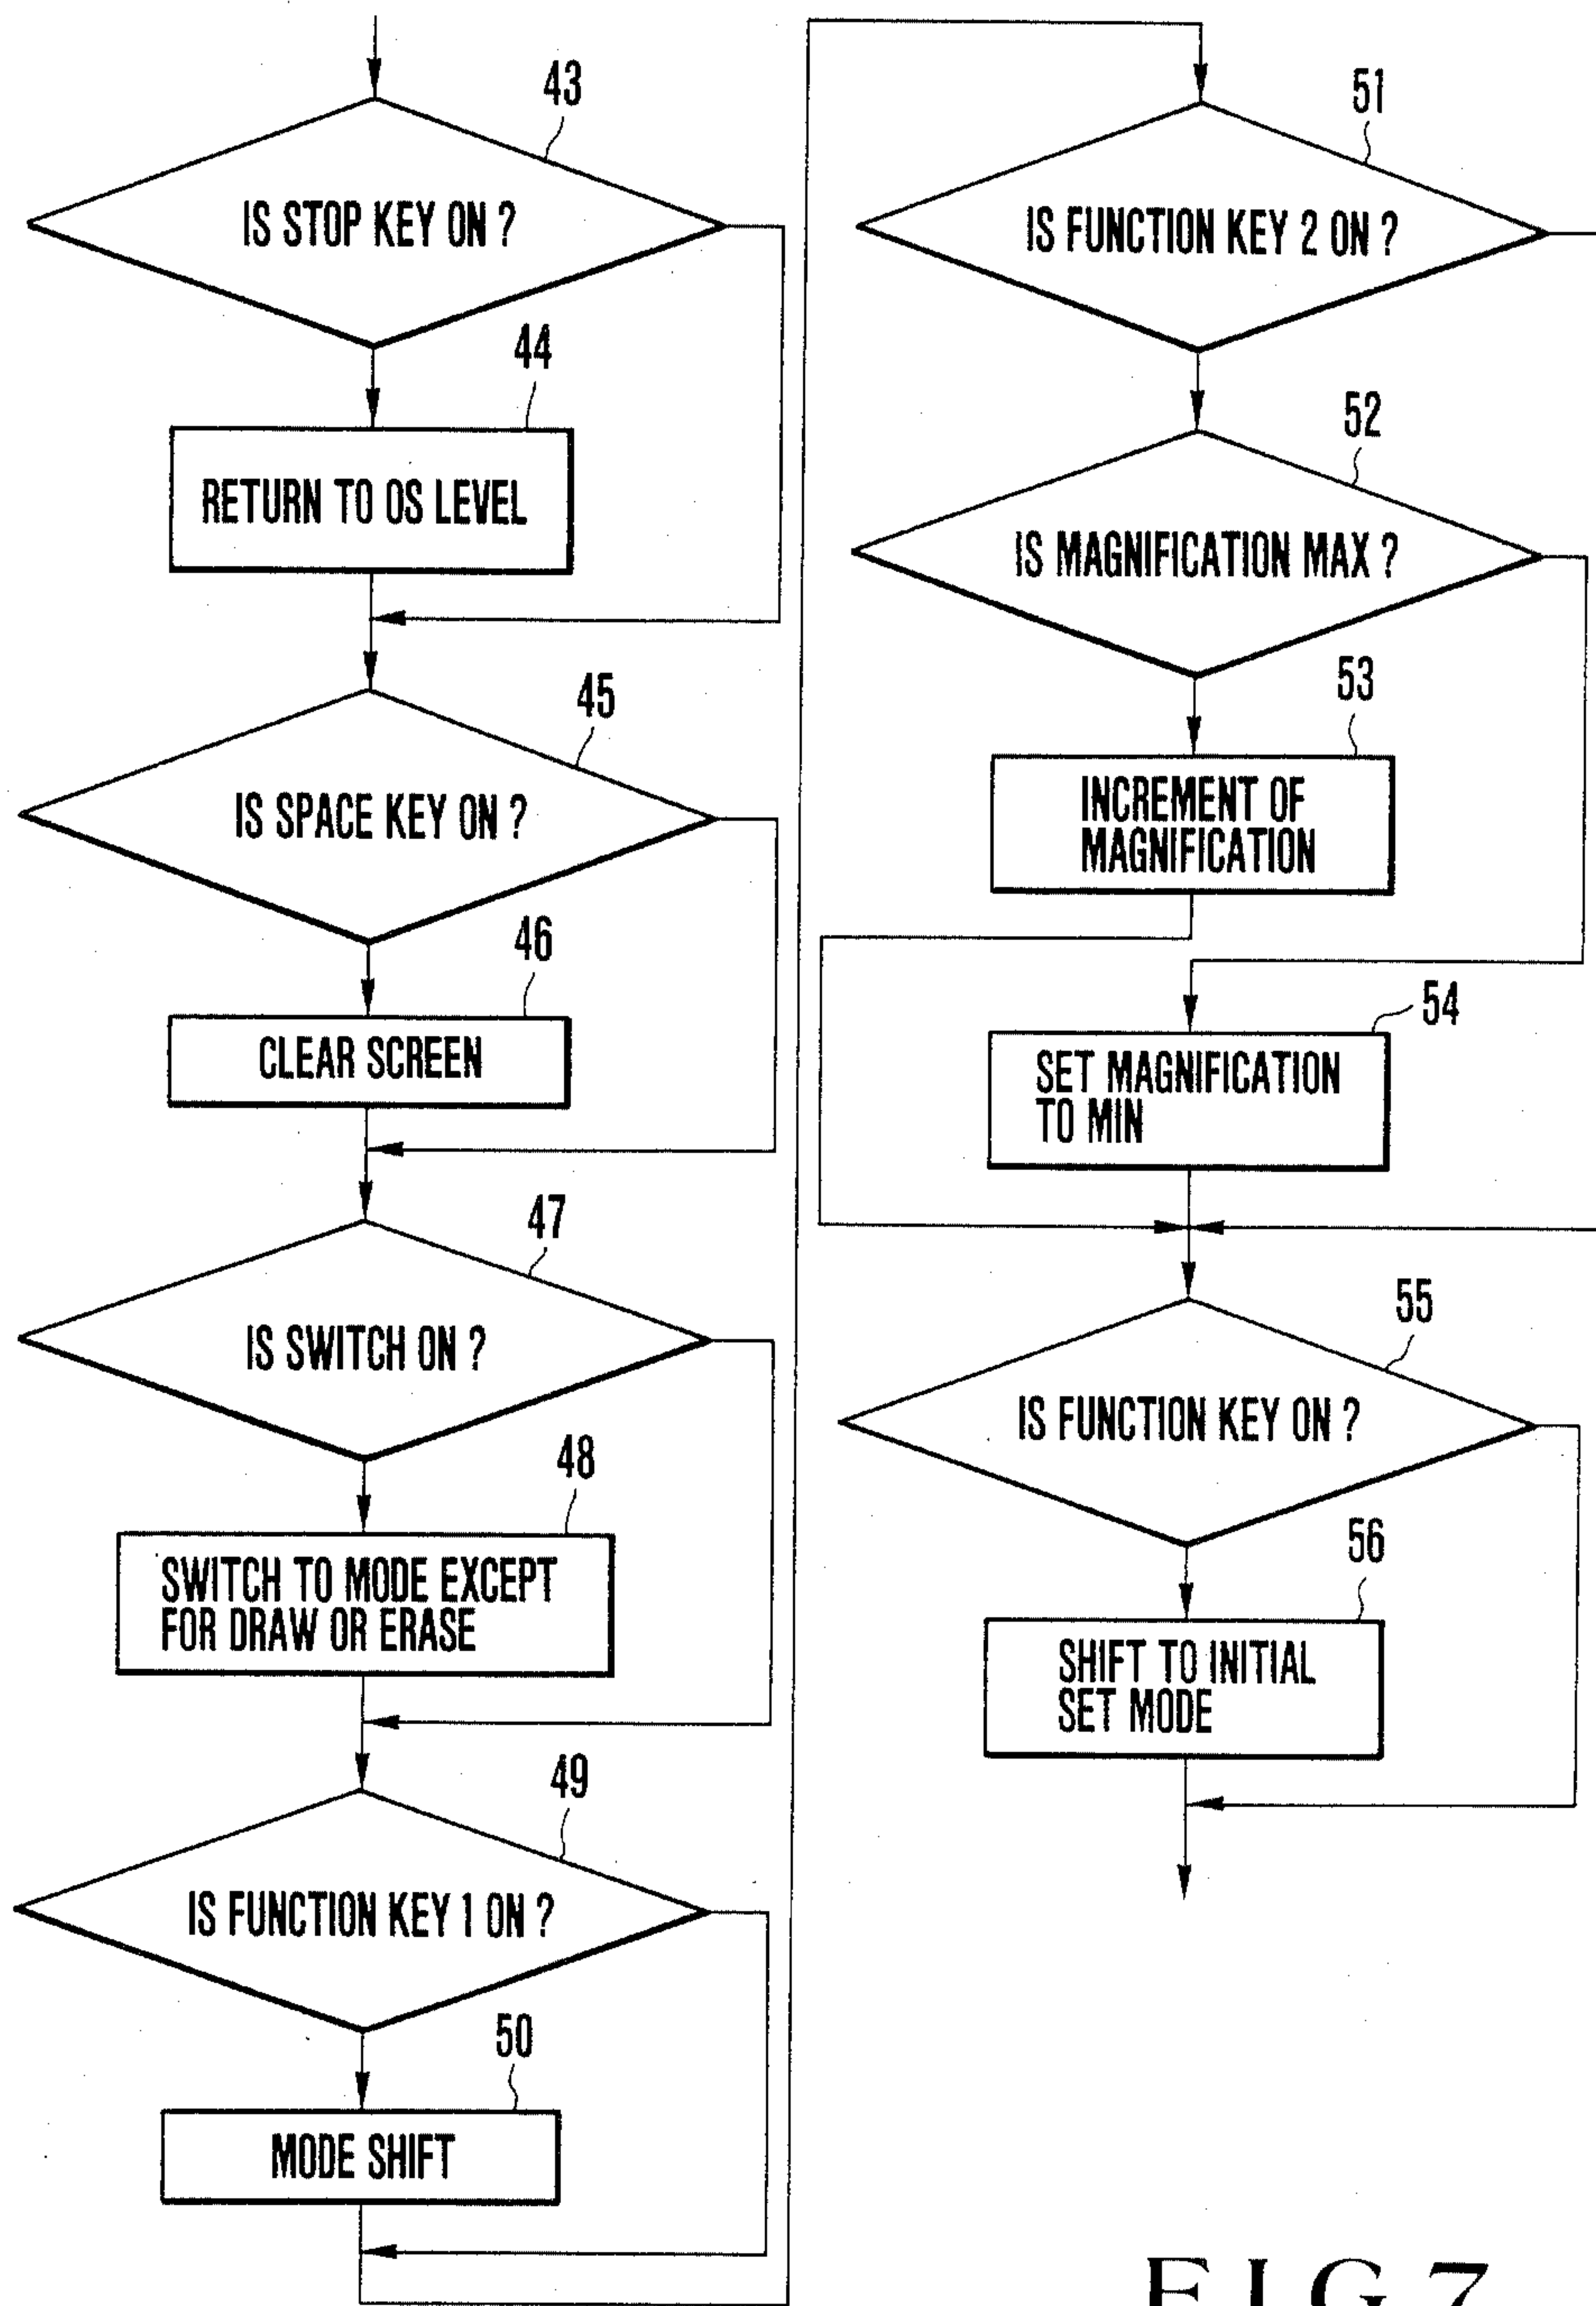 43
IS STOP KEY ON ?
44
RETURN TO OS LEVEL
45
IS SPACE KEY ON ?
46
CLEAR SCREEN
47
IS SWITCH ON ?
48
SWITCH TO MODE EXCEPT
FOR DRAW OR ERASE
49
IS FUNCTION KEY 1 ON ?
50
MODE SHIFT
51
IS FUNCTION KEY 2 ON ?
52
IS MAGNIFICATION MAX ?
53
INCREMENT OF
MAGNIFICATION
54
SET MAGNIFICATION
TO MIN
55
IS FUNCTION KEY ON ?
56
SHIFT TO INITIAL
SET MODE
FIG.7